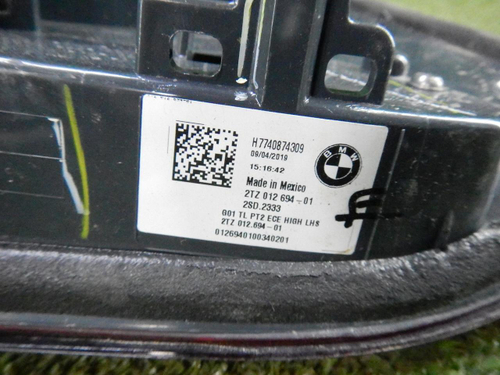 H7740874309
09/04/2019
15:16:42
BMW
Made in Mexico
2TZ 012 694-01
2SD.2333
G01 TL PT2 ECE HIGH LHS
2TZ 012.694-01
0126940100340201